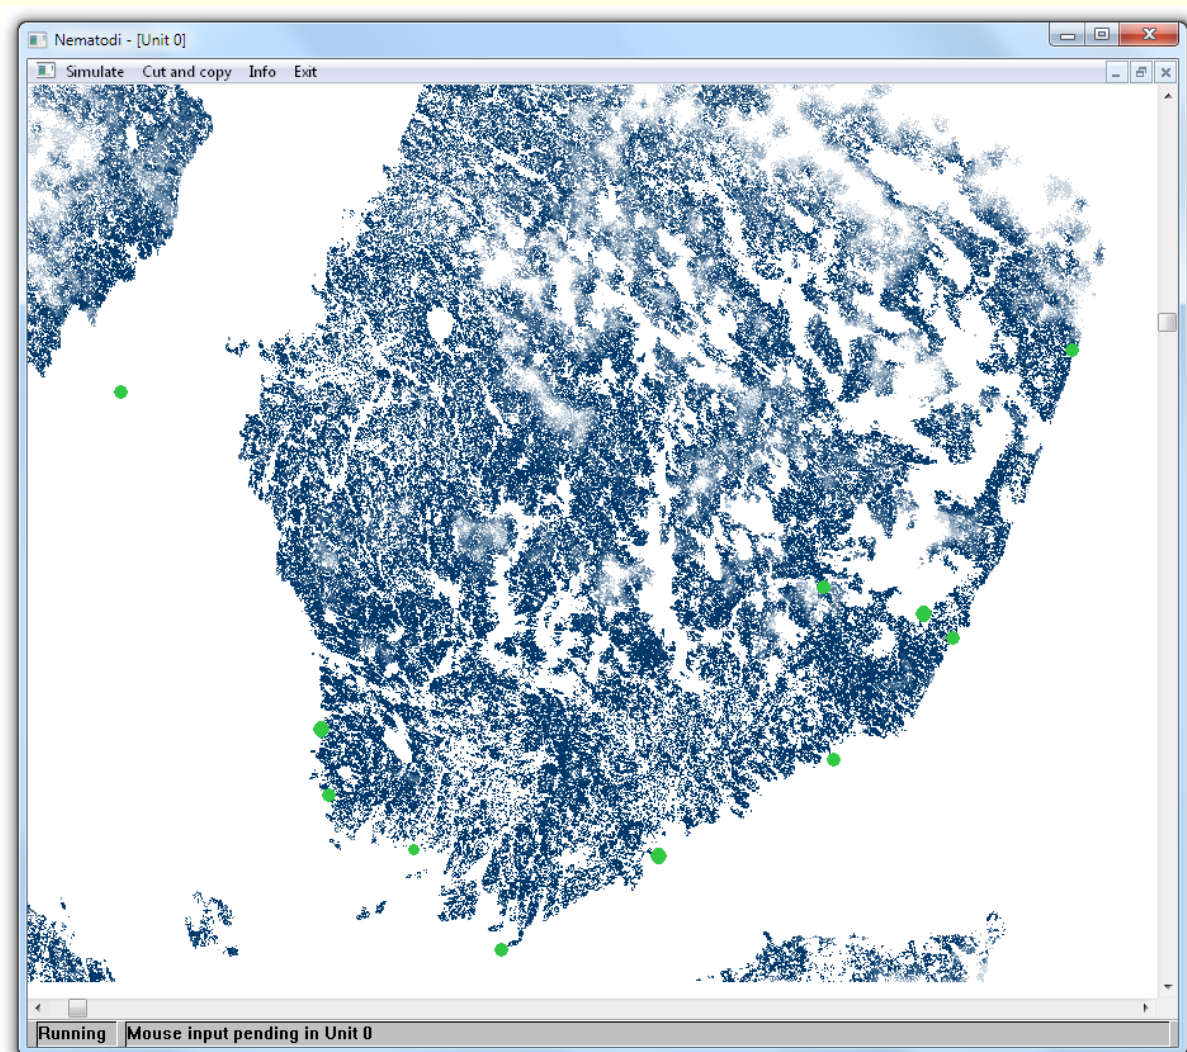 Nematodi - [Unit 0]
Simulate Cut and copy Info Exit
Running Mouse input pending in Unit 0